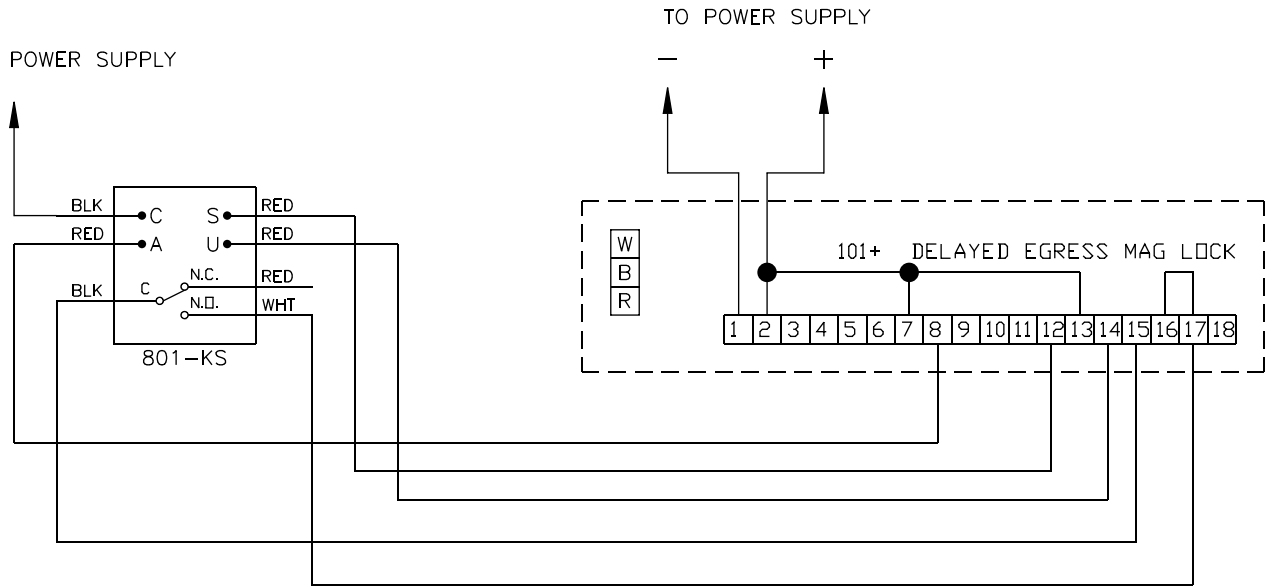 TO POWER SUPPLY
− +
POWER SUPPLY
BLK C S RED
RED A U RED
N.C. RED
BLK C
N.O. WHT
801-KS
W
B
R
101+ DELAYED EGRESS MAG LOCK
1 2 3 4 5 6 7 8 9 10 11 12 13 14 15 16 17 18